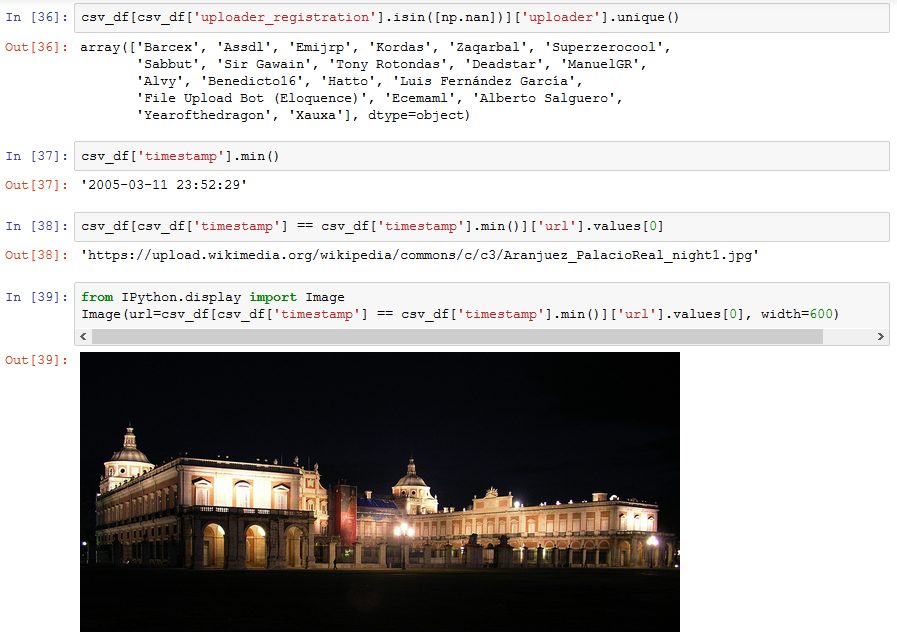 In [36]: csv_df[csv_df['uploader_registration'].isin([np.nan])]['uploader'].unique()
Out[36]: array(['Barcex', 'Assdl', 'Emijrp', 'Kordas', 'Zaqarbal', 'Superzerocool',
'Sabbut', 'Sir Gawain', 'Tony Rotondas', 'Deadstar', 'ManuelGR',
'Alvy', 'Benedicto16', 'Hatto', 'Luis Fernández García',
'File Upload Bot (Eloquence)', 'Ecemaml', 'Alberto Salguero',
'Yearofthedragon', 'Xauxa'], dtype=object)
In [37]: csv_df['timestamp'].min()
Out[37]: '2005-03-11 23:52:29'
In [38]: csv_df[csv_df['timestamp'] == csv_df['timestamp'].min()]['url'].values[0]
Out[38]: 'https://upload.wikimedia.org/wikipedia/commons/c/c3/Aranjuez_PalacioReal_night1.jpg'
In [39]: from IPython.display import Image
Image(url=csv_df[csv_df['timestamp'] == csv_df['timestamp'].min()]['url'].values[0], width=600)
Out[39]: